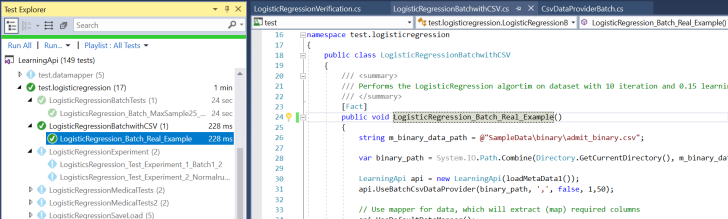 Test Explorer
Run All | Run... | Playlist : All Tests
LearningApi (49 tests)
test.datamapper (5)
test.logisticregression (17) 1 min
LogisticRegressionBatchTests (1) 24 sec
LogisticRegression_Batch_MaxSample25_ 24 sec
LogisticRegressionBatchwithCSV (1) 228 ms
LogisticRegression_Batch_Real_Example 228 ms
LogisticRegressionExperiment (2)
LogisticRegression_Test_Experiment_1_Batch1_2
LogisticRegression_Test_Experiment_2_Normalru
LogisticRegressionMedicalTests (2)
LogisticRegressionMedicalTests2 (2)
LogisticRegressionSaveLoad (2)
LogisticRegressionVerification.cs LogisticRegressionBatchwithCSV.cs CsvDataProviderBatch.cs
test test.logisticregression.LogisticRegressionB LogisticRegression_Batch_Real_Example()
16 namespace test.logisticregression
17 {
18 public class LogisticRegressionBatchwithCSV
19 {
20 /// <summary>
21 /// Performs the LogisticRegression algortim on dataset with 10 iteration and 0.15 learnin
22 /// </summary>
23 [Fact]
24 public void LogisticRegression_Batch_Real_Example()
25 {
26 string m_binary_data_path = @"SampleData\binary\admit_binary.csv";
27
28 var binary_path = System.IO.Path.Combine(Directory.GetCurrentDirectory(), m_binary_dat
29
30 LearningApi api = new LearningApi(loadMetaData1());
31 api.UseBatchCsvDataProvider(binary_path, ',', false, 1,50);
32
33 // Use mapper for data, which will extract (map) required columns